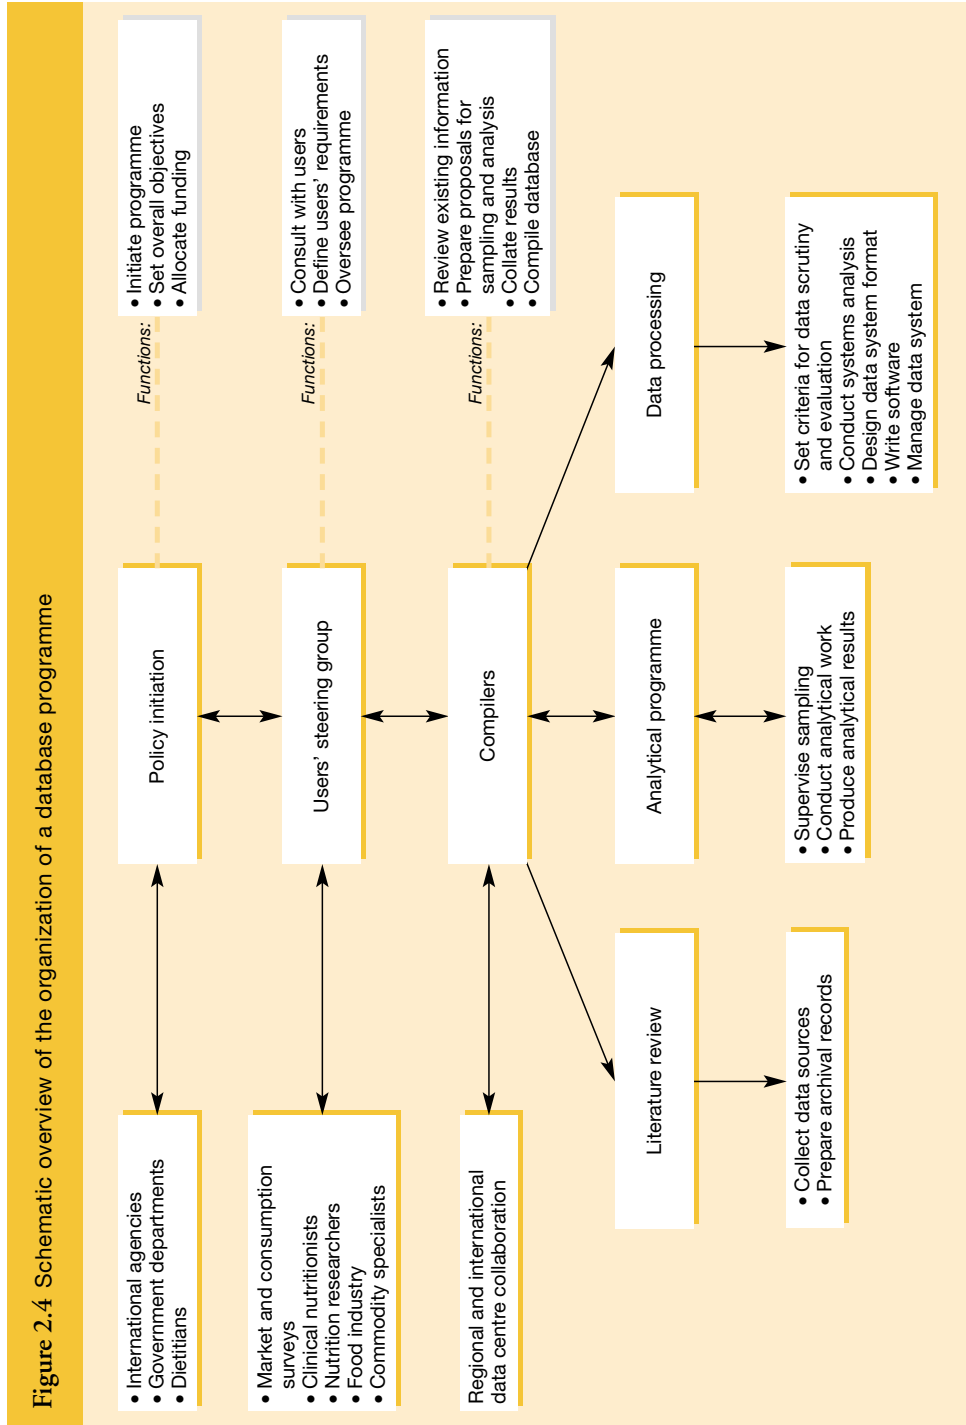 Figure 2.4 Schematic overview of the organization of a database programme
• International agencies
• Government departments
• Dietitians
Policy initiation
Functions:
• Initiate programme
• Set overall objectives
• Allocate funding
• Market and consumption
surveys
• Clinical nutritionists
• Nutrition researchers
• Food industry
• Commodity specialists
Users’ steering group
Functions:
• Consult with users
• Define users’ requirements
• Oversee programme
Regional and international
data centre collaboration
Compilers
Functions:
• Review existing information
• Prepare proposals for
sampling and analysis
• Collate results
• Compile database
Literature review
Analytical programme
Data processing
• Collect data sources
• Prepare archival records
• Supervise sampling
• Conduct analytical work
• Produce analytical results
• Set criteria for data scrutiny
and evaluation
• Conduct systems analysis
• Design data system format
• Write software
• Manage data system